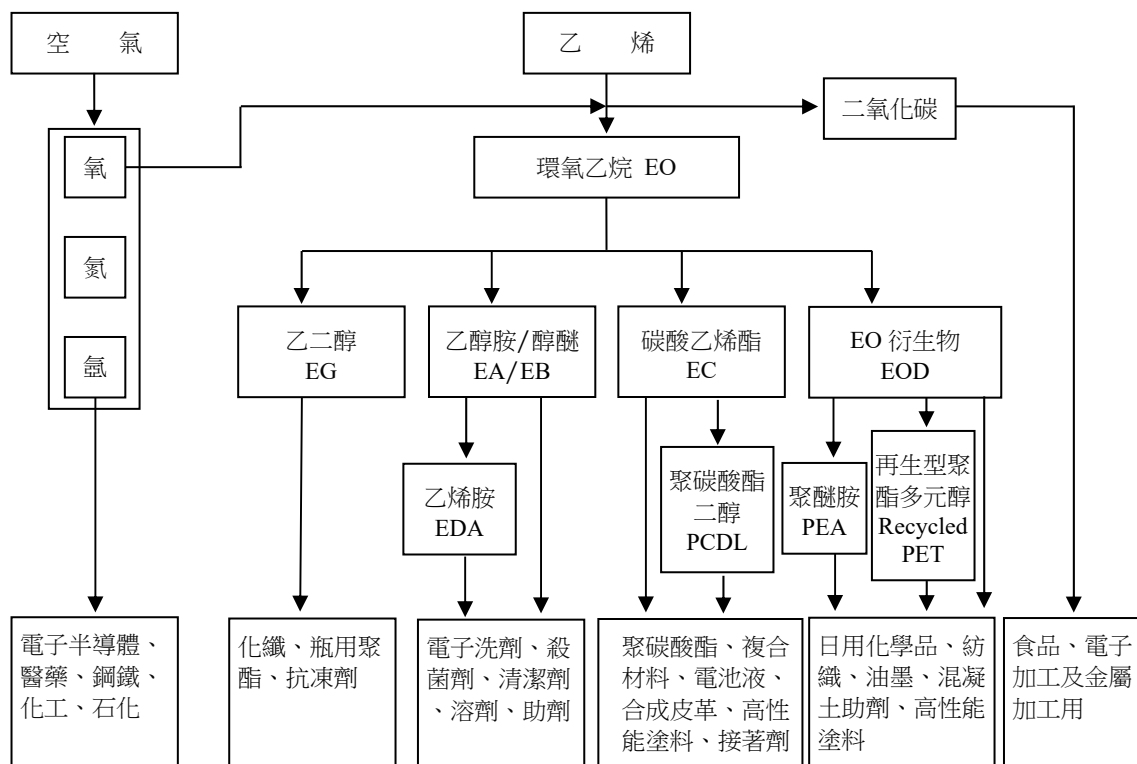 空 氣
乙 烯
二氧化碳
氧
環氧乙烷 EO
氮
氬
乙二醇
EG
乙醇胺/醇醚
EA/EB
碳酸乙烯酯
EC
EO 衍生物
EOD
乙烯胺
EDA
聚碳酸酯
二醇
PCDL
聚醚胺
PEA
再生型聚
酯多元醇
Recycled
PET
電子半導體、
醫藥、鋼鐵、
化工、石化
化纖、瓶用聚
酯、抗凍劑
電子洗劑、殺
菌劑、清潔劑
、溶劑、助劑
聚碳酸酯、複合
材料、電池液、
合成皮革、高性
能塗料、接著劑
日用化學品、紡
織、油墨、混凝
土助劑、高性能
塗料
食品、電子
加工及金屬
加工用